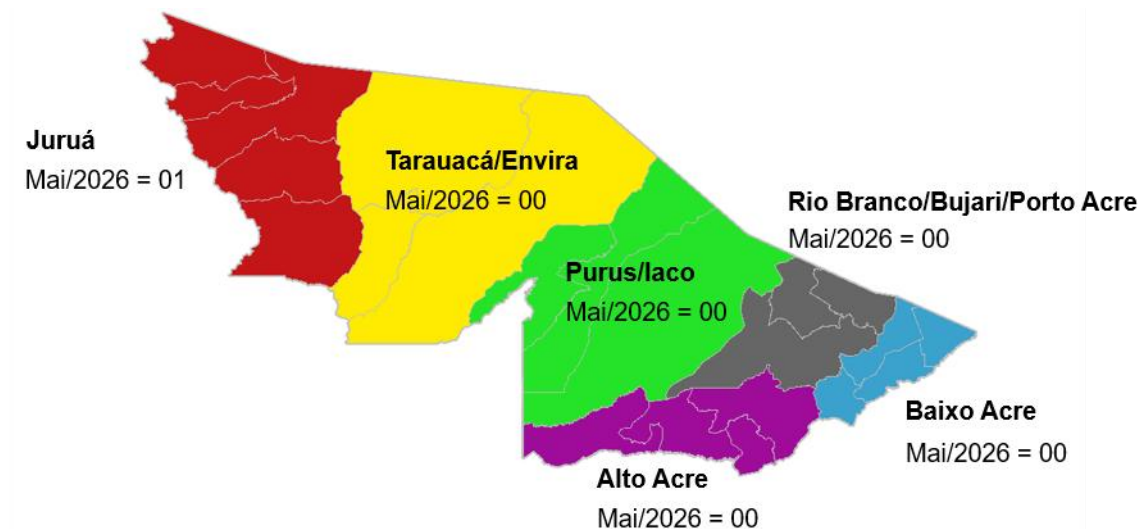 Juruá
Mai/2026 = 01
Tarauacá/Envira
Mai/2026 = 00
Rio Branco/Bujari/Porto Acre
Mai/2026 = 00
Purus/Iaco
Mai/2026 = 00
Baixo Acre
Mai/2026 = 00
Alto Acre
Mai/2026 = 00